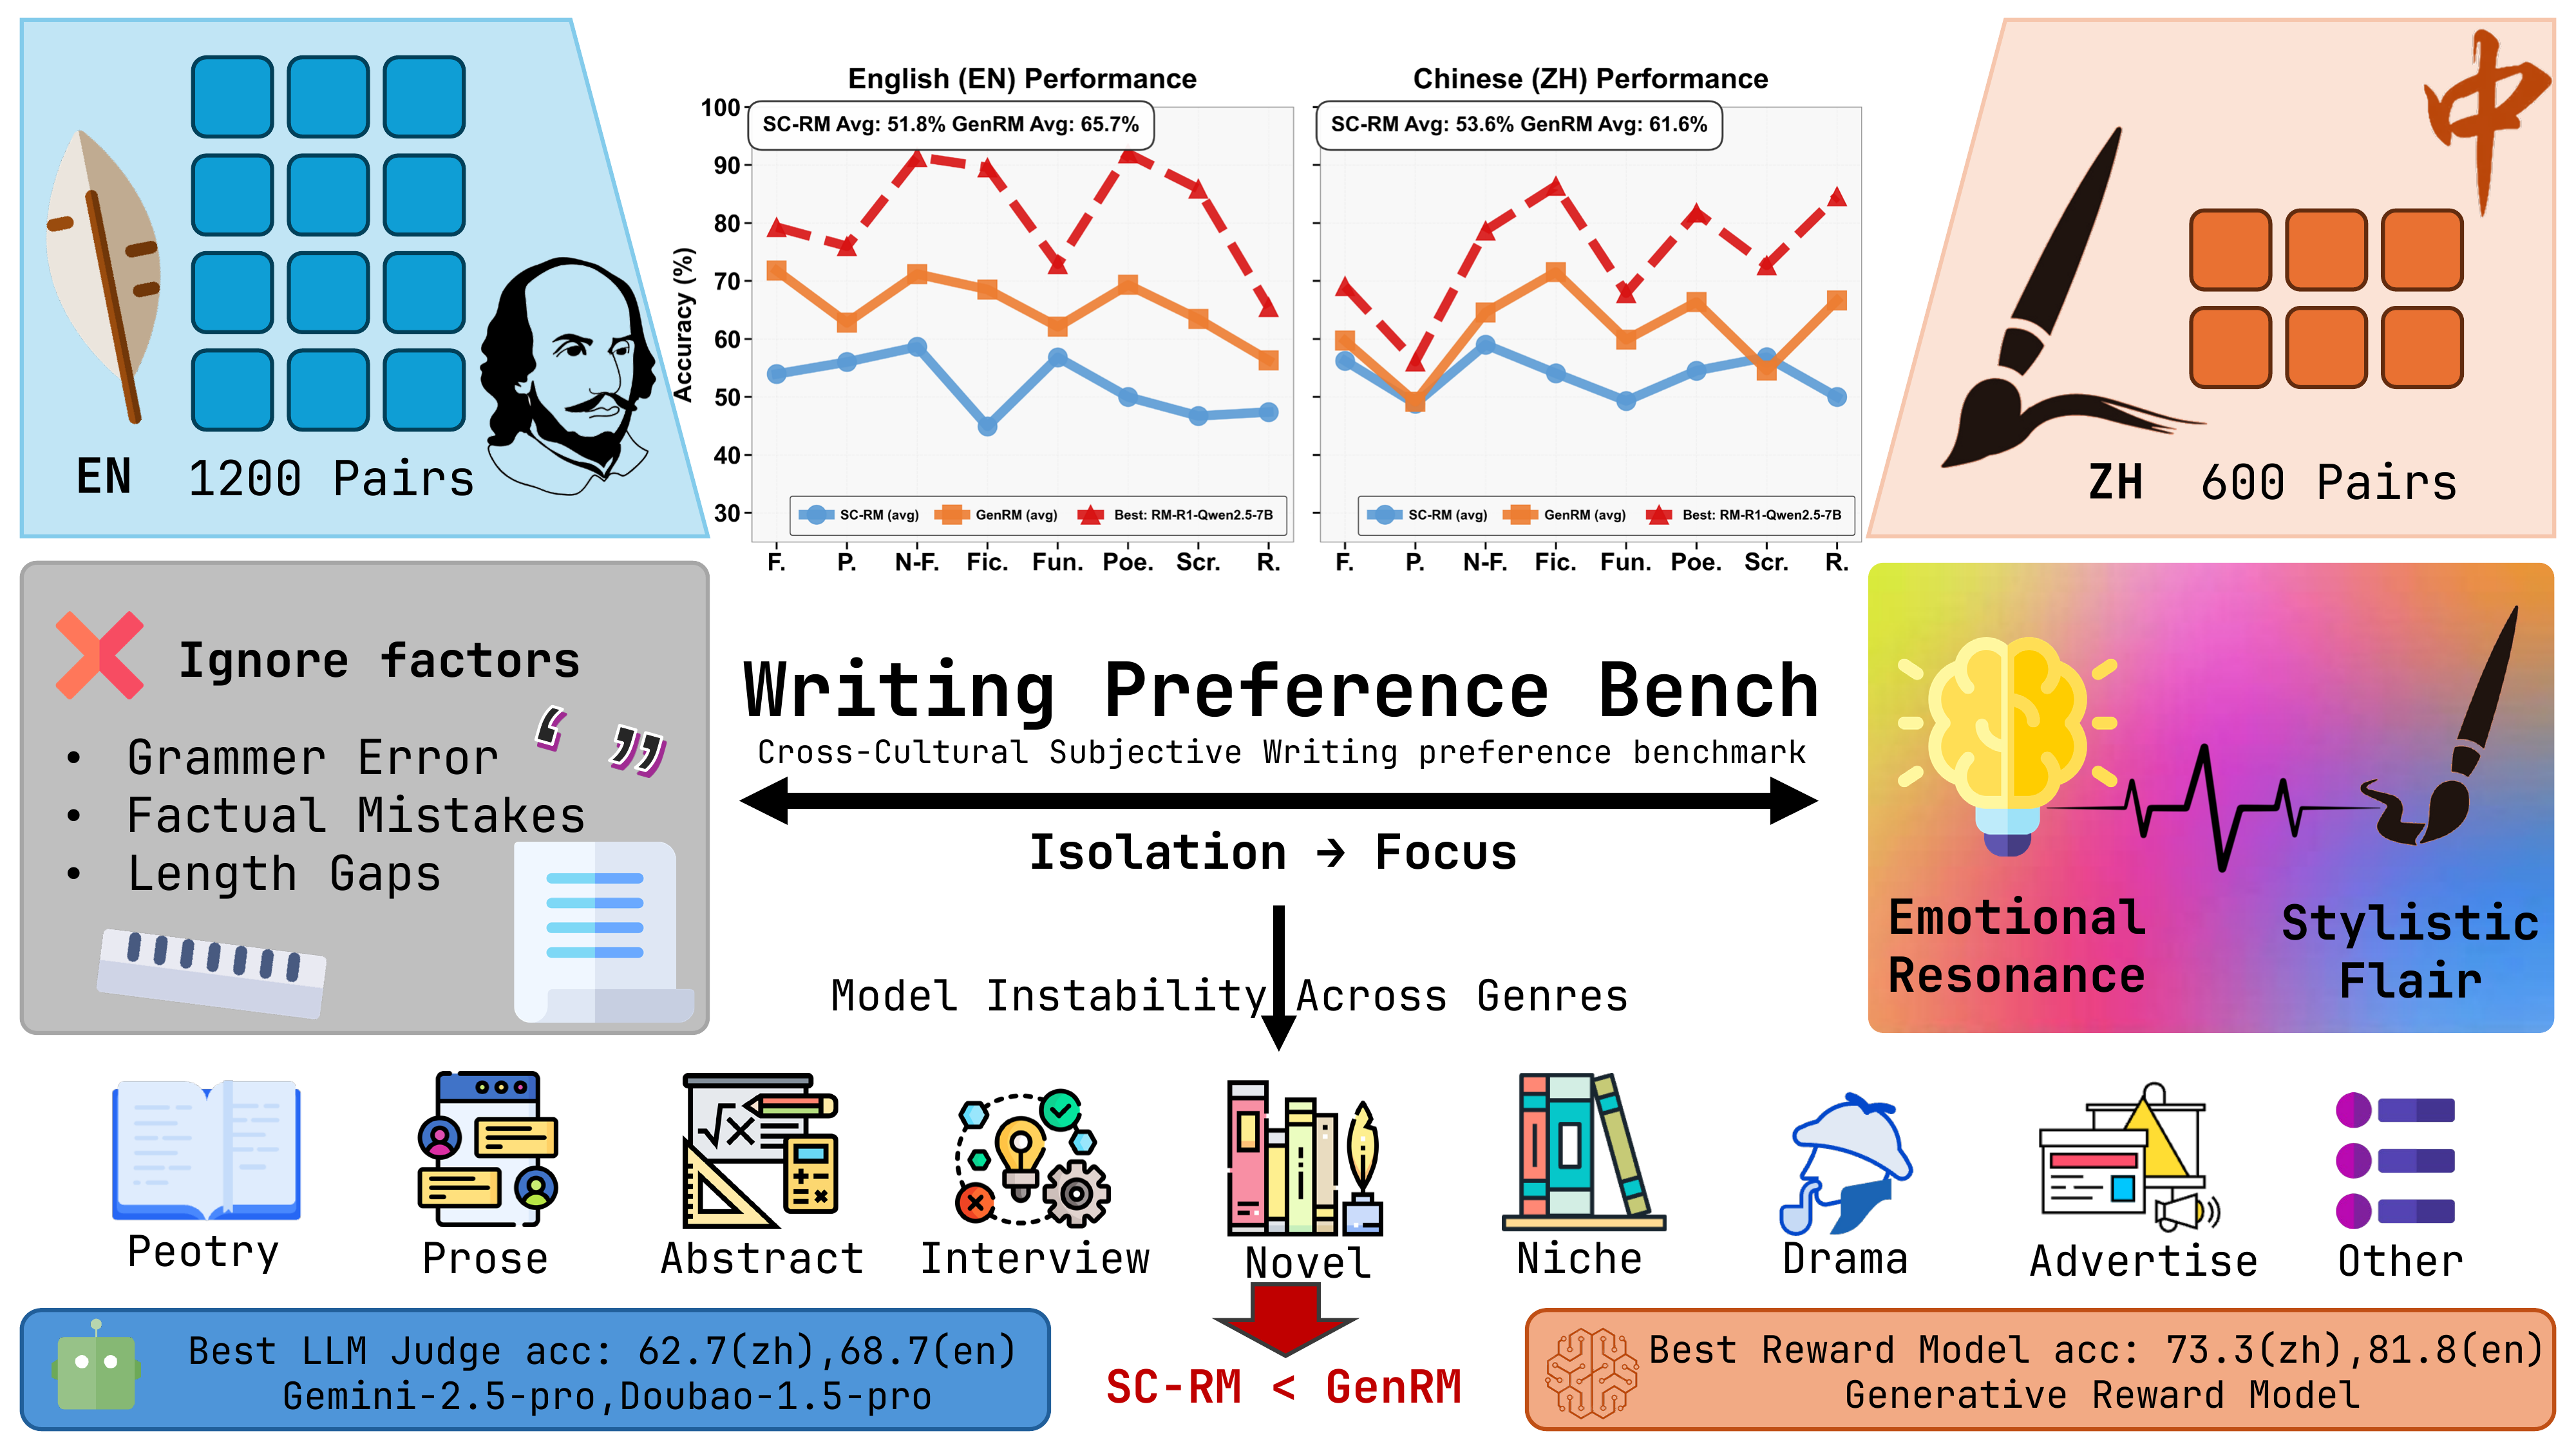 EN 1200 Pairs
English (EN) Performance
SC-RM Avg: 51.8% GenRM Avg: 65.7%
Accuracy (%)
100
90
80
70
60
50
40
30
SC-RM (avg) GenRM (avg) Best: RM-R1-Qwen2.5-7B
F. P. N-F. Fic. Fun. Poe. Scr. R.
Chinese (ZH) Performance
SC-RM Avg: 53.6% GenRM Avg: 61.6%
SC-RM (avg) GenRM (avg) Best: RM-R1-Qwen2.5-7B
F. P. N-F. Fic. Fun. Poe. Scr. R.
中
ZH 600 Pairs
Ignore factors
• Grammer Error
• Factual Mistakes
• Length Gaps
Writing Preference Bench
Cross-Cultural Subjective Writing preference benchmark
Isolation → Focus
Model Instability Across Genres
Emotional
Resonance
Stylistic
Flair
Peotry
Prose
Abstract
Interview
Novel
Niche
Drama
Advertise
Other
Best LLM Judge acc: 62.7(zh),68.7(en)
Gemini-2.5-pro,Doubao-1.5-pro
SC-RM < GenRM
Best Reward Model acc: 73.3(zh),81.8(en)
Generative Reward Model